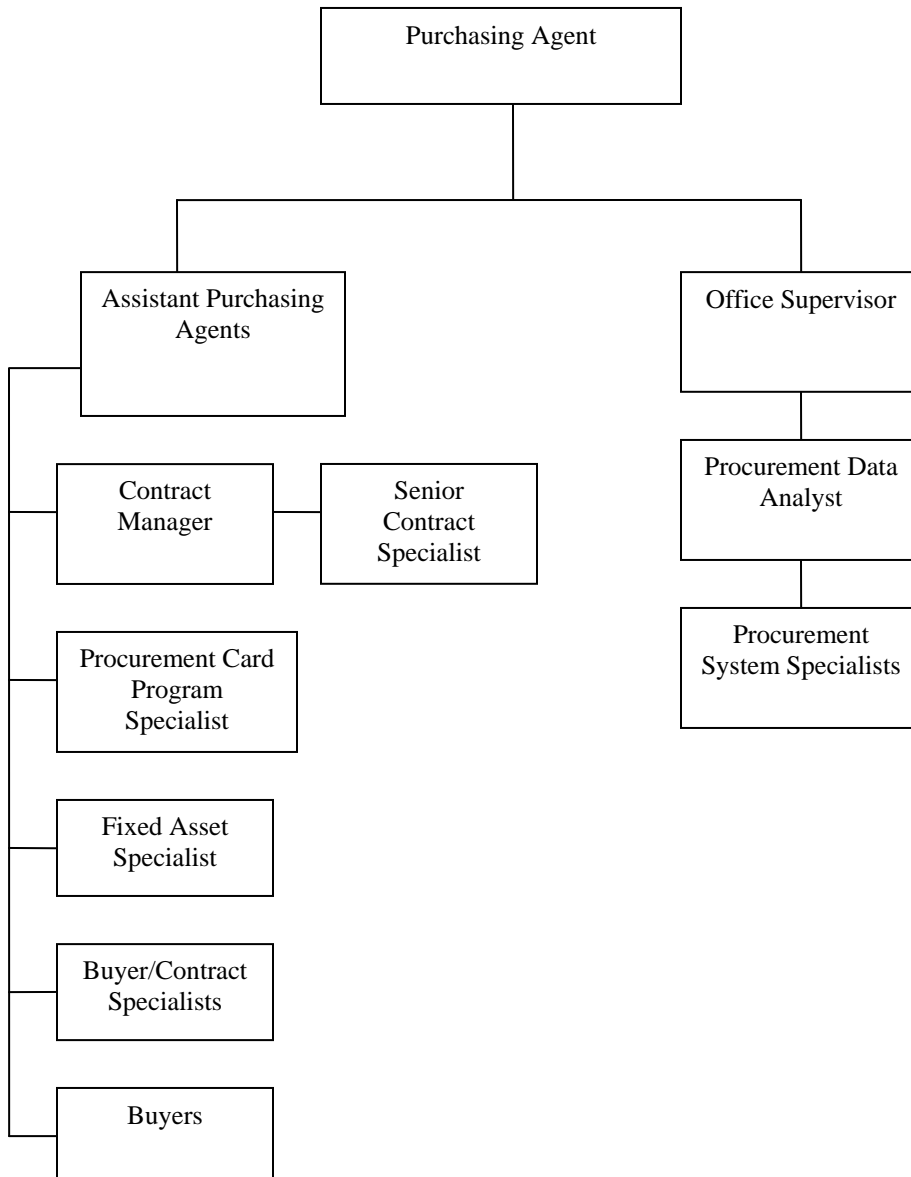 Purchasing Agent
Assistant Purchasing
Agents
Office Supervisor
Contract
Manager
Senior
Contract
Specialist
Procurement Data
Analyst
Procurement Card
Program
Specialist
Procurement
System Specialists
Fixed Asset
Specialist
Buyer/Contract
Specialists
Buyers